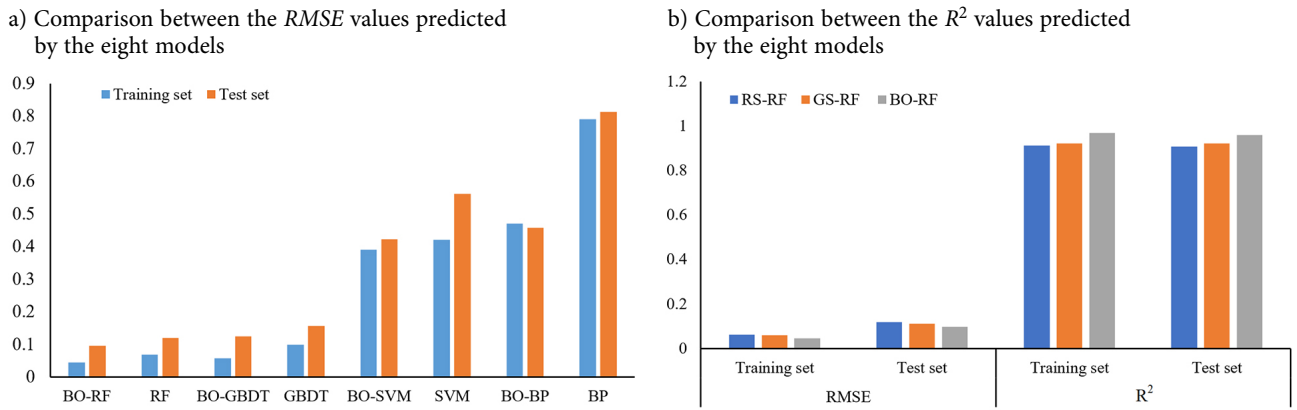 a) Comparison between the RMSE values predicted
by the eight models
0.9
0.8
0.7
0.6
0.5
0.4
0.3
0.2
0.1
0
Training set
Test set
BO-RF
RF
BO-GBDT
GBDT
BO-SVM
SVM
BO-BP
BP
b) Comparison between the R² values predicted
by the eight models
1.2
1
0.8
0.6
0.4
0.2
0
RS-RF
GS-RF
BO-RF
Training set
Test set
Training set
Test set
RMSE
R²